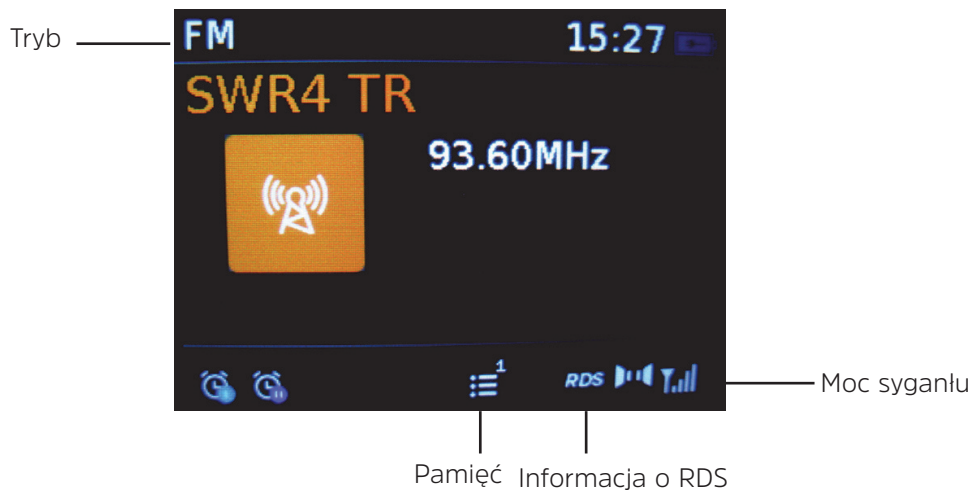 Tryb
FM 15:27
SWR4 TR
93.60MHz
1
RDS
Moc syganłu
Pamięć Informacja o RDS